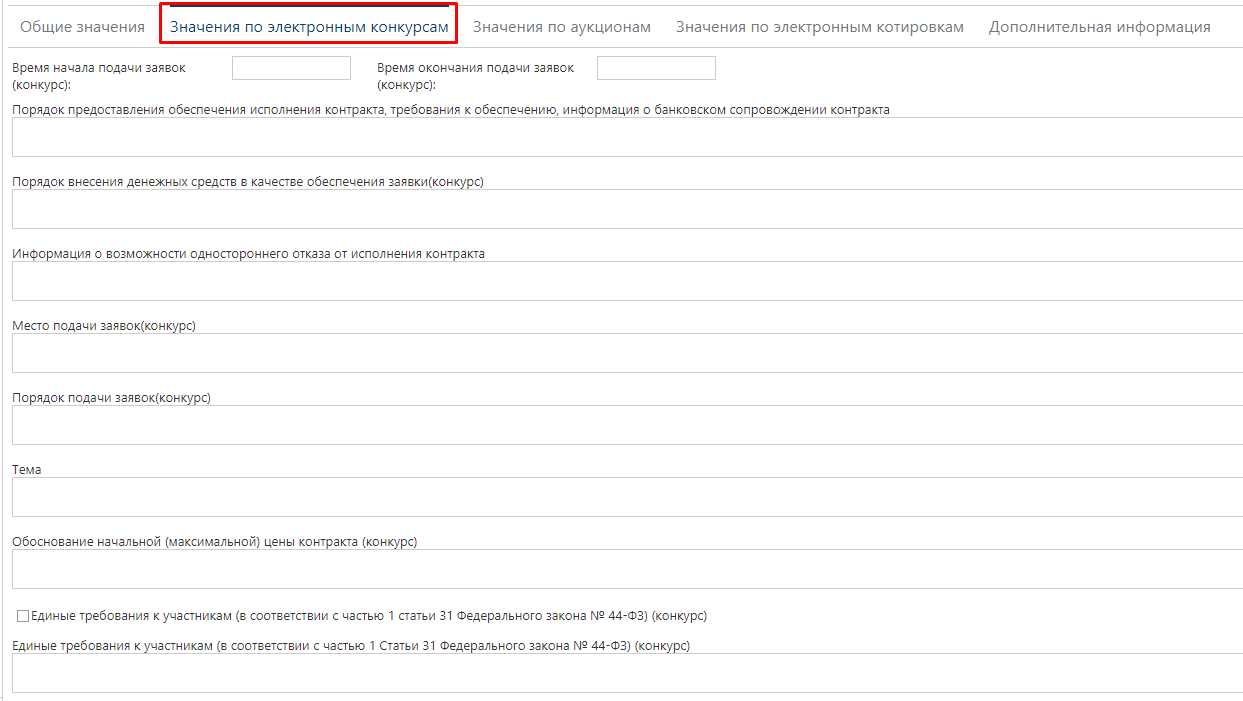 Общие значения Значения по электронным конкурсам Значения по аукционам Значения по электронным котировкам Дополнительная информация
Время начала подачи заявок Время окончания подачи заявок
(конкурс): (конкурс):
Порядок предоставления обеспечения исполнения контракта, требования к обеспечению, информация о банковском сопровождении контракта
Порядок внесения денежных средств в качестве обеспечения заявки(конкурс)
Информация о возможности одностороннего отказа от исполнения контракта
Место подачи заявок(конкурс)
Порядок подачи заявок(конкурс)
Тема
Обоснование начальной (максимальной) цены контракта (конкурс)
Единые требования к участникам (в соответствии с частью 1 статьи 31 Федерального закона № 44-ФЗ) (конкурс)
Единые требования к участникам (в соответствии с частью 1 Статьи 31 Федерального закона № 44-ФЗ) (конкурс)